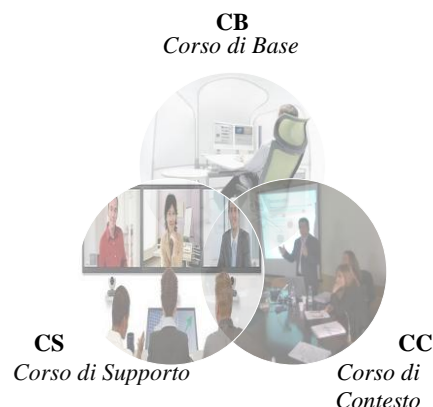 CB
Corso di Base
CS
Corso di Supporto
CC
Corso di
Contesto